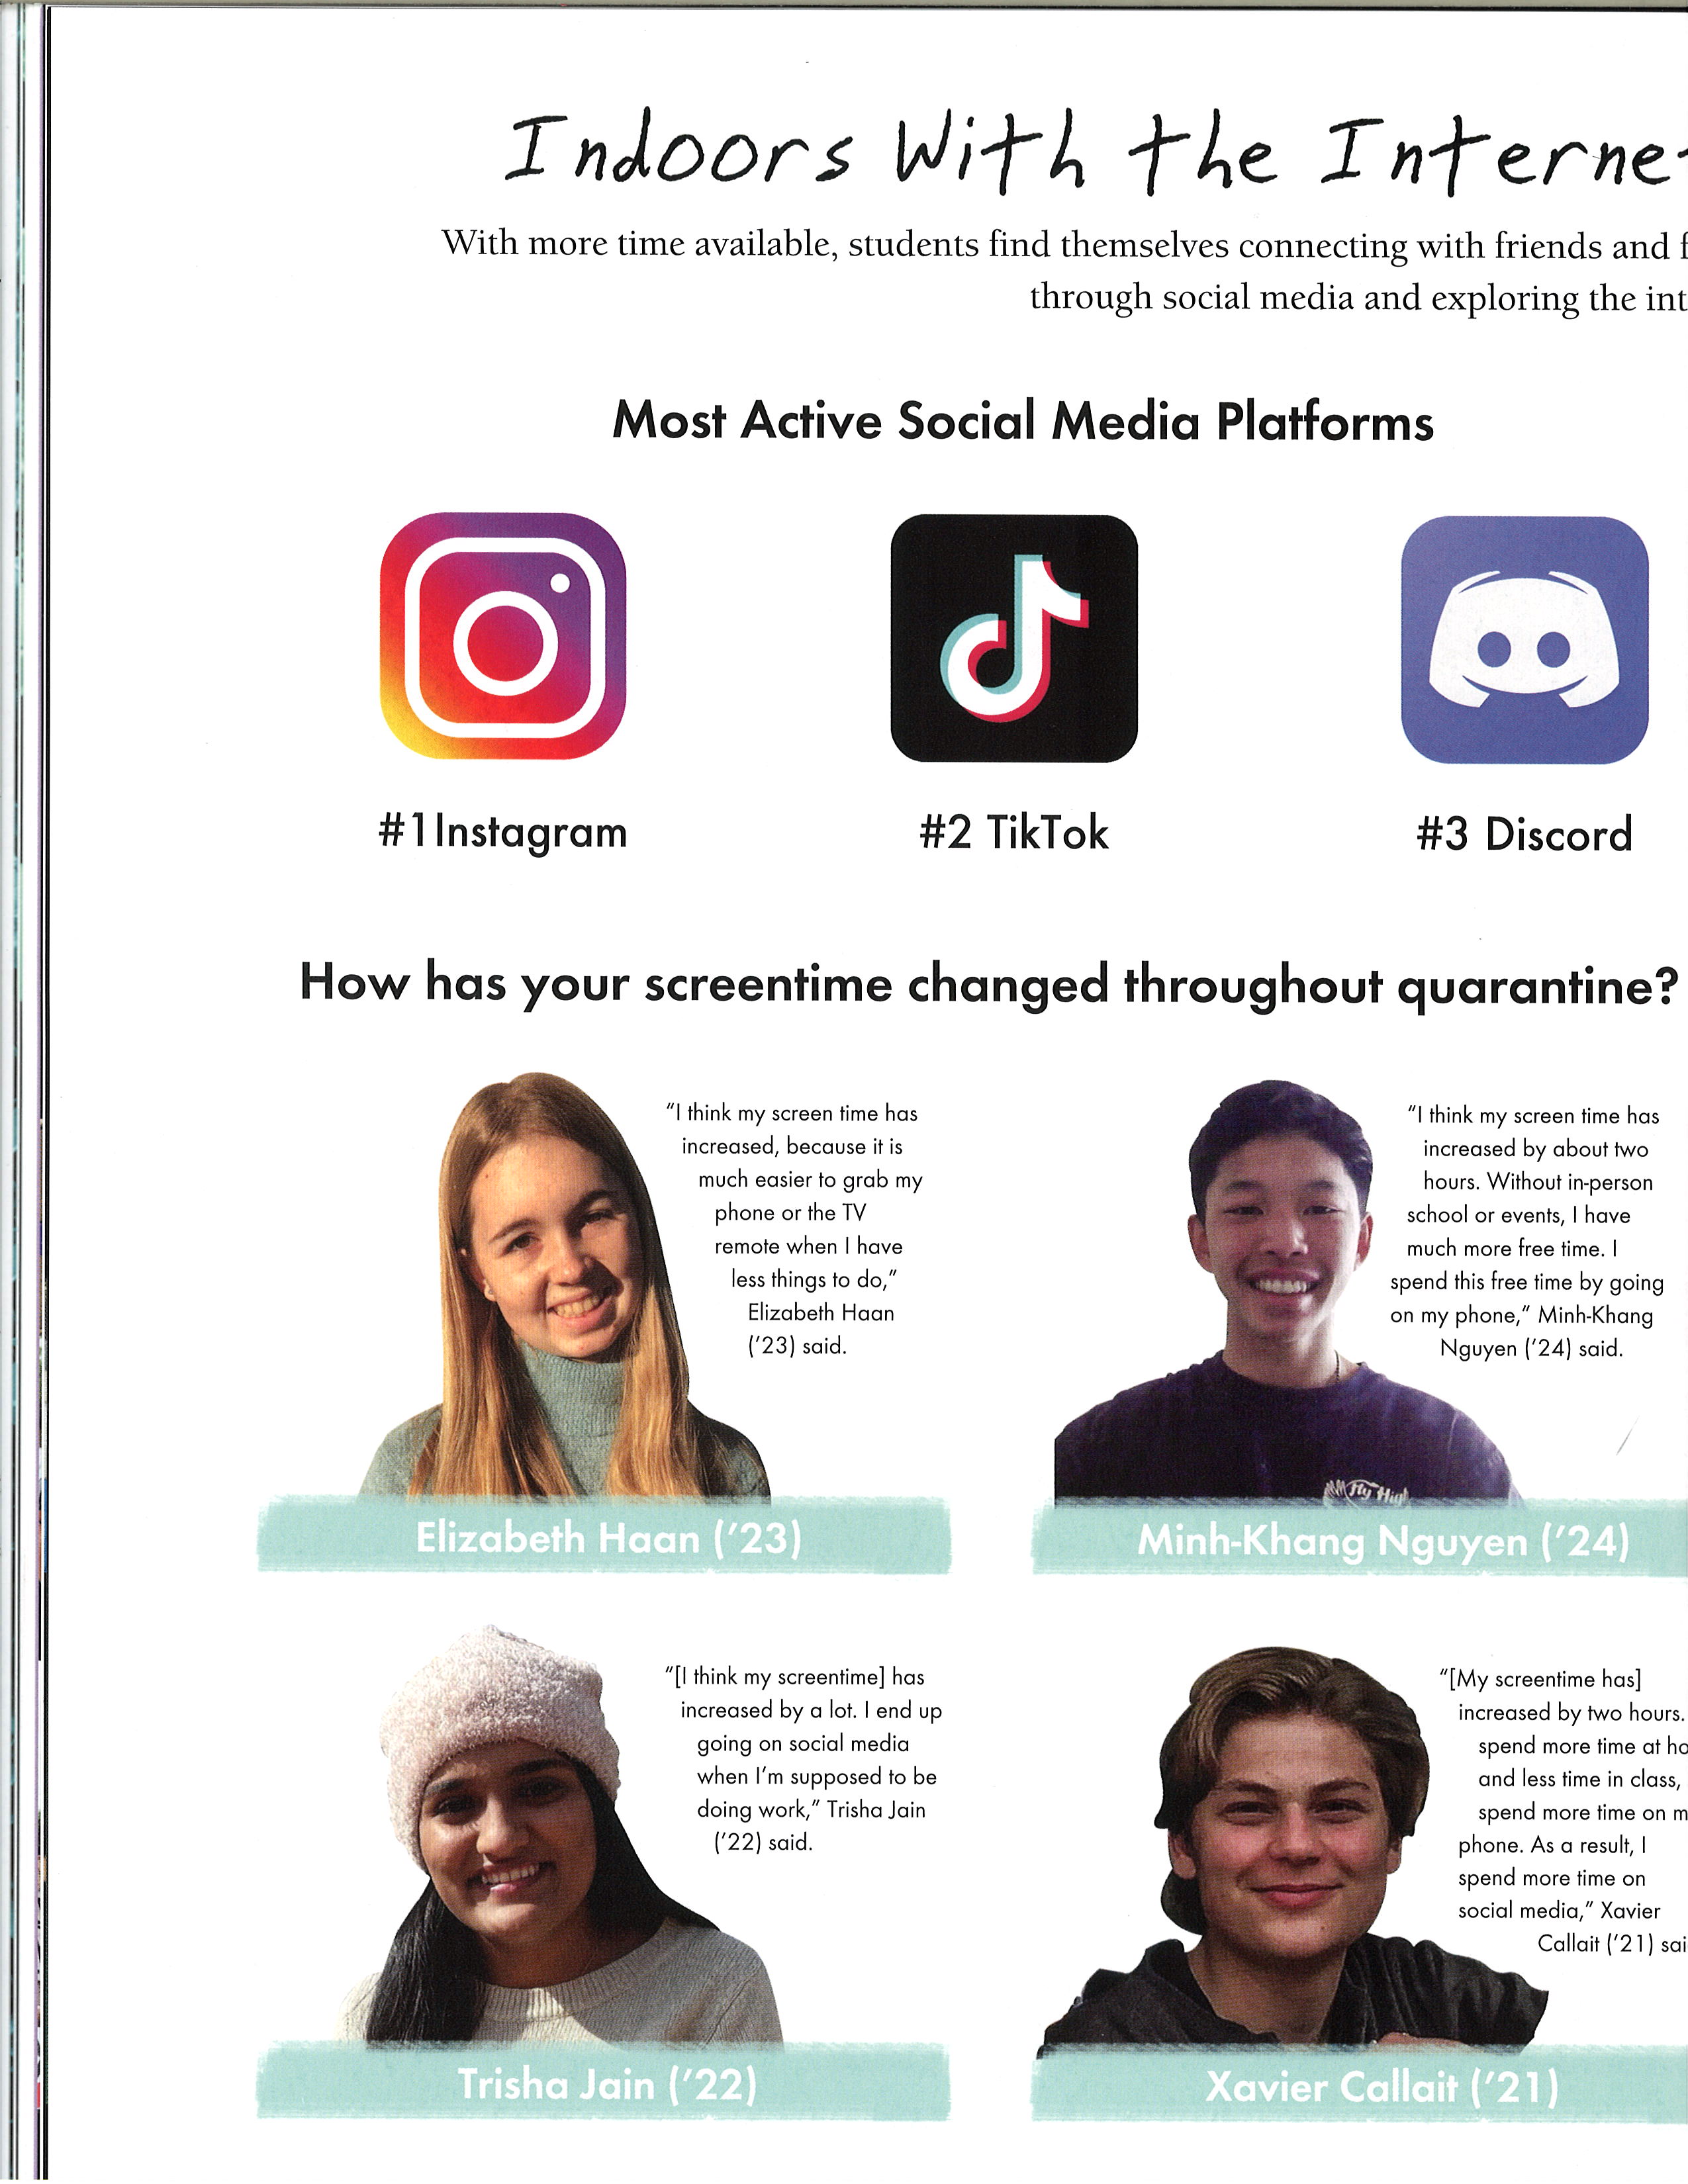 Indoors With the Internet
With more time available, students find themselves connecting with friends and f
through social media and exploring the int
Most Active Social Media Platforms
#1Instagram
#2 TikTok
#3 Discord
How has your screentime changed throughout quarantine?
"I think my screen time has
increased, because it is
much easier to grab my
phone or the TV
remote when I have
less things to do,"
Elizabeth Haan
('23) said.
Elizabeth Haan ('23)
"I think my screen time has
increased by about two
hours. Without in-person
school or events, I have
much more free time. I
spend this free time by going
on my phone," Minh-Khang
Nguyen ('24) said.
Fly High
Minh-Khang Nguyen ('24)
"[I think my screentime] has
increased by a lot. I end up
going on social media
when I'm supposed to be
doing work," Trisha Jain
('22) said.
Trisha Jain ('22)
"[My screentime has]
increased by two hours.
spend more time at ho
and less time in class,
spend more time on m
phone. As a result, I
spend more time on
social media," Xavier
Callait ('21) sai
Xavier Callait ('21)